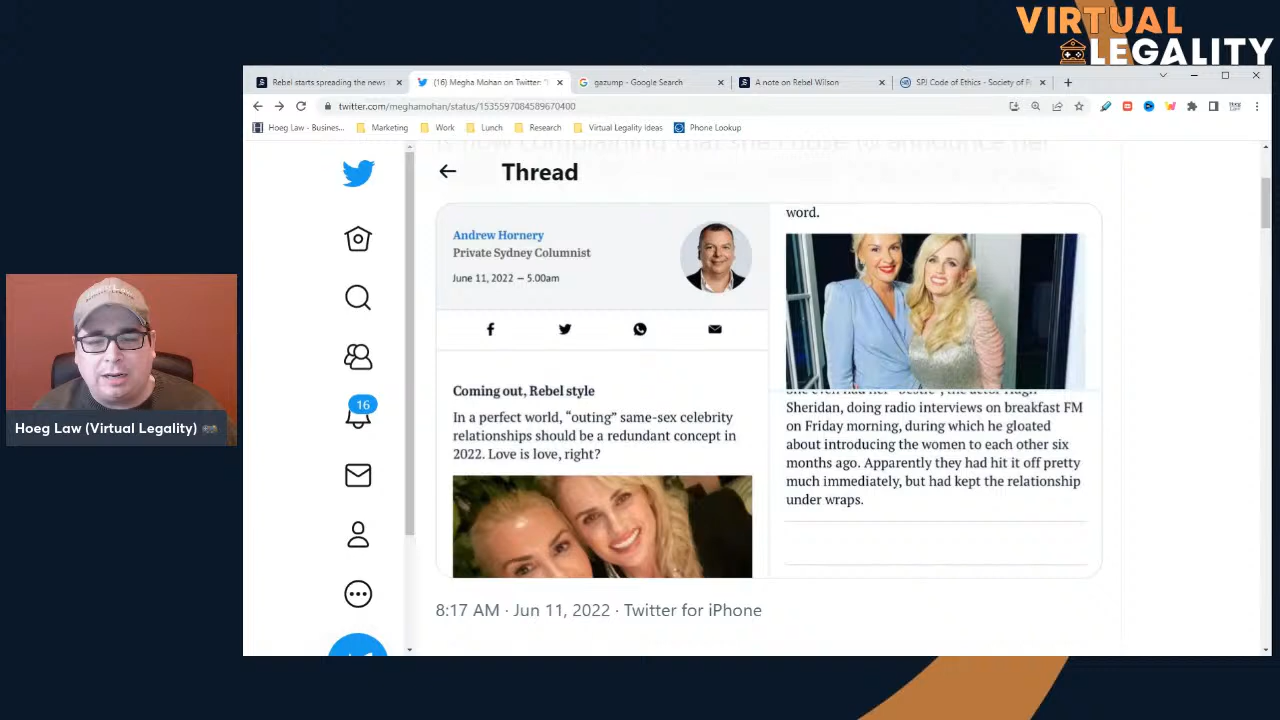 VIRTUAL
LEGALITY
Rebel starts spreading the news
(16) Megha Mohan on Twitter: "
gazump - Google Search
A note on Rebel Wilson
SPJ Code of Ethics - Society of
twitter.com/meghamohan/status/1535597084589670400
Hoeg Law - Busines...
Marketing
Work
Lunch
Research
Virtual Legality Ideas
Phone Lookup
Thread
Andrew Hornery
Private Sydney Columnist
June 11, 2022 — 5.00am
Coming out, Rebel style
In a perfect world, “outing” same-sex celebrity
relationships should be a redundant concept in
2022. Love is love, right?
word.
Sheridan, doing radio interviews on breakfast FM
on Friday morning, during which he gloated
about introducing the women to each other six
months ago. Apparently they had hit it off pretty
much immediately, but had kept the relationship
under wraps.
16
8:17 AM · Jun 11, 2022 · Twitter for iPhone
Hoeg Law (Virtual Legality)